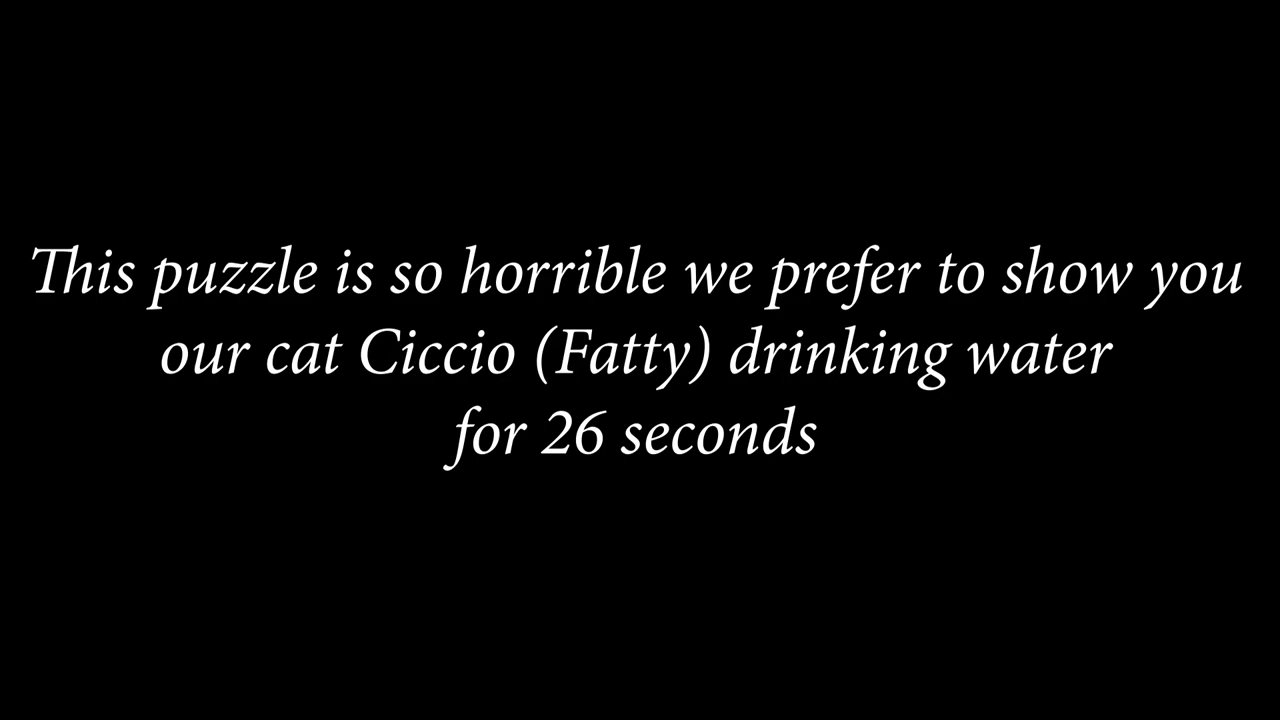 This puzzle is so horrible we prefer to show you
our cat Ciccio (Fatty) drinking water
for 26 seconds